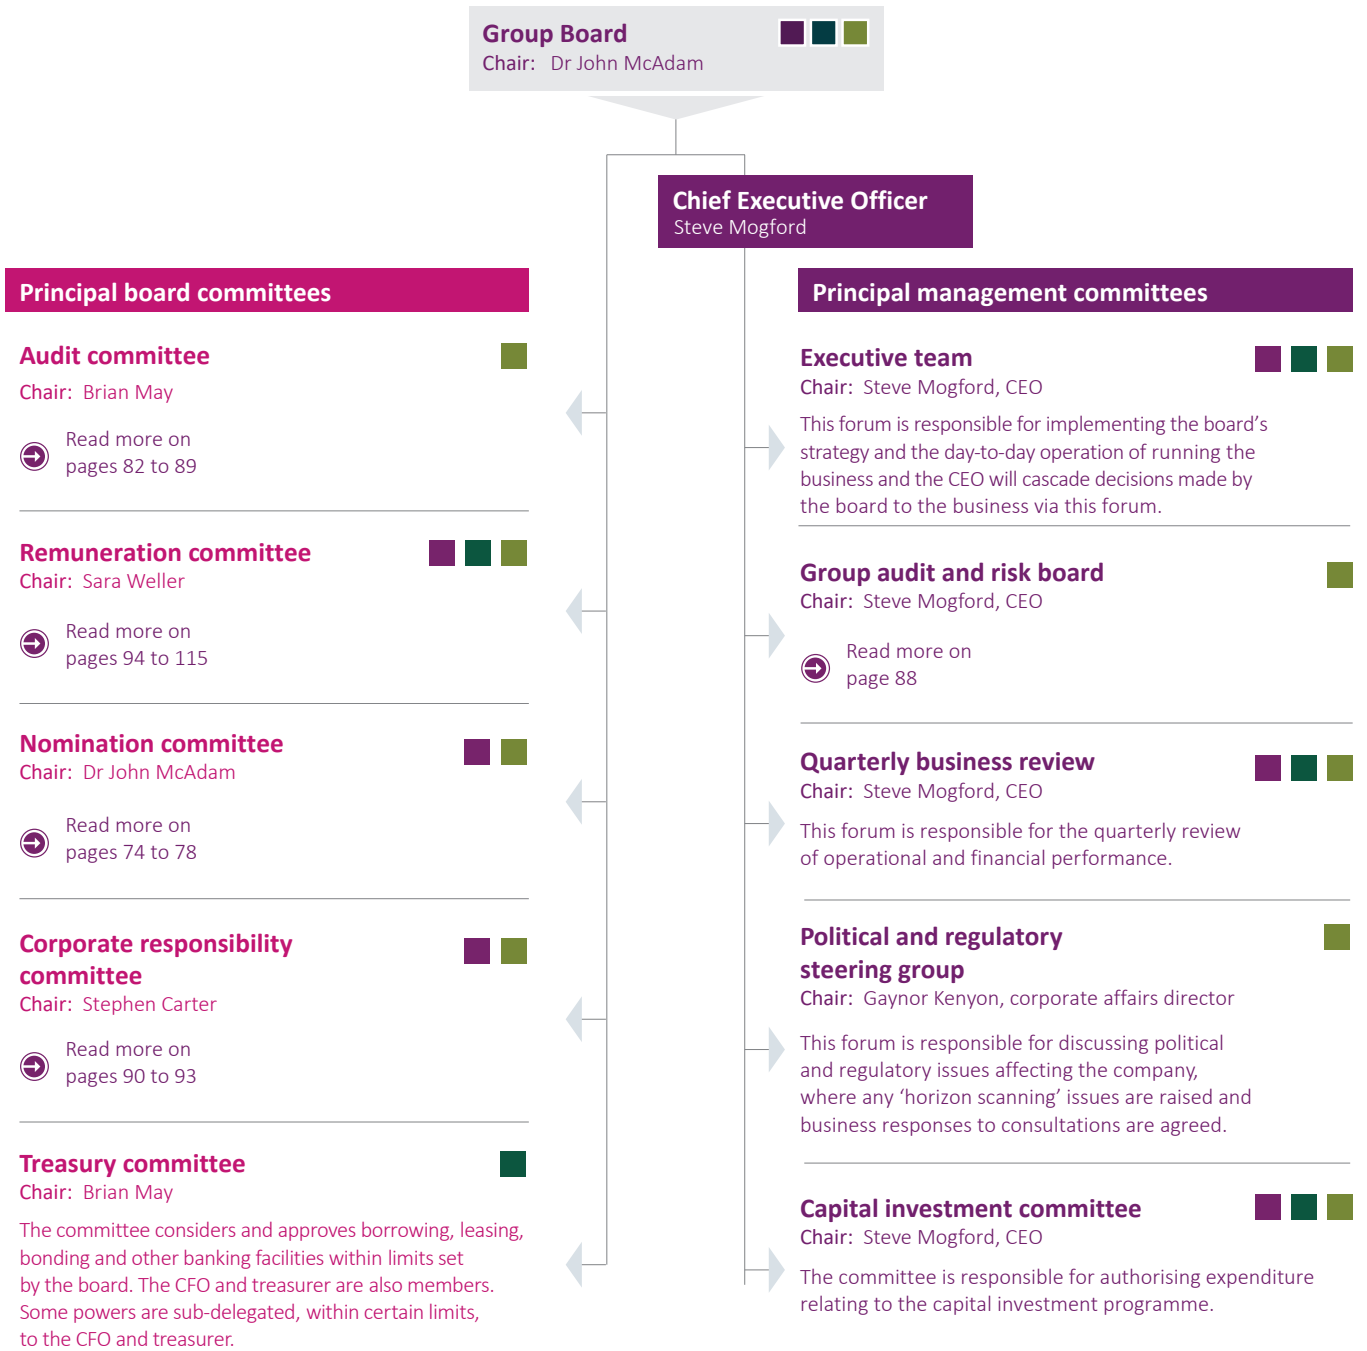 Group Board
Chair: Dr John McAdam
Chief Executive Officer
Steve Mogford
Principal board committees
Audit committee
Chair: Brian May
Read more on
pages 82 to 89
Remuneration committee
Chair: Sara Weller
Read more on
pages 94 to 115
Nomination committee
Chair: Dr John McAdam
Read more on
pages 74 to 78
Corporate responsibility
committee
Chair: Stephen Carter
Read more on
pages 90 to 93
Treasury committee
Chair: Brian May
The committee considers and approves borrowing, leasing,
bonding and other banking facilities within limits set
by the board. The CFO and treasurer are also members.
Some powers are sub-delegated, within certain limits,
to the CFO and treasurer.
Principal management committees
Executive team
Chair: Steve Mogford, CEO
This forum is responsible for implementing the board’s
strategy and the day-to-day operation of running the
business and the CEO will cascade decisions made by
the board to the business via this forum.
Group audit and risk board
Chair: Steve Mogford, CEO
Read more on
page 88
Quarterly business review
Chair: Steve Mogford, CEO
This forum is responsible for the quarterly review
of operational and financial performance.
Political and regulatory
steering group
Chair: Gaynor Kenyon, corporate affairs director
This forum is responsible for discussing political
and regulatory issues affecting the company,
where any ‘horizon scanning’ issues are raised and
business responses to consultations are agreed.
Capital investment committee
Chair: Steve Mogford, CEO
The committee is responsible for authorising expenditure
relating to the capital investment programme.